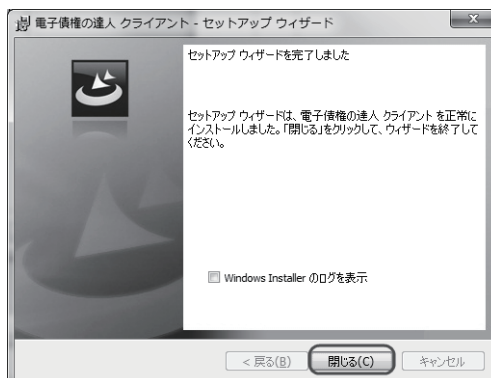 電子債権の達人 クライアント - セットアップ ウィザード
セットアップ ウィザードを完了しました
セットアップ ウィザードは、電子債権の達人 クライアント を正常に
インストールしました。「閉じる」をクリックして、ウィザードを終了して
ください。
Windows Installer のログを表示
< 戻る(B)
閉じる(C)
キャンセル